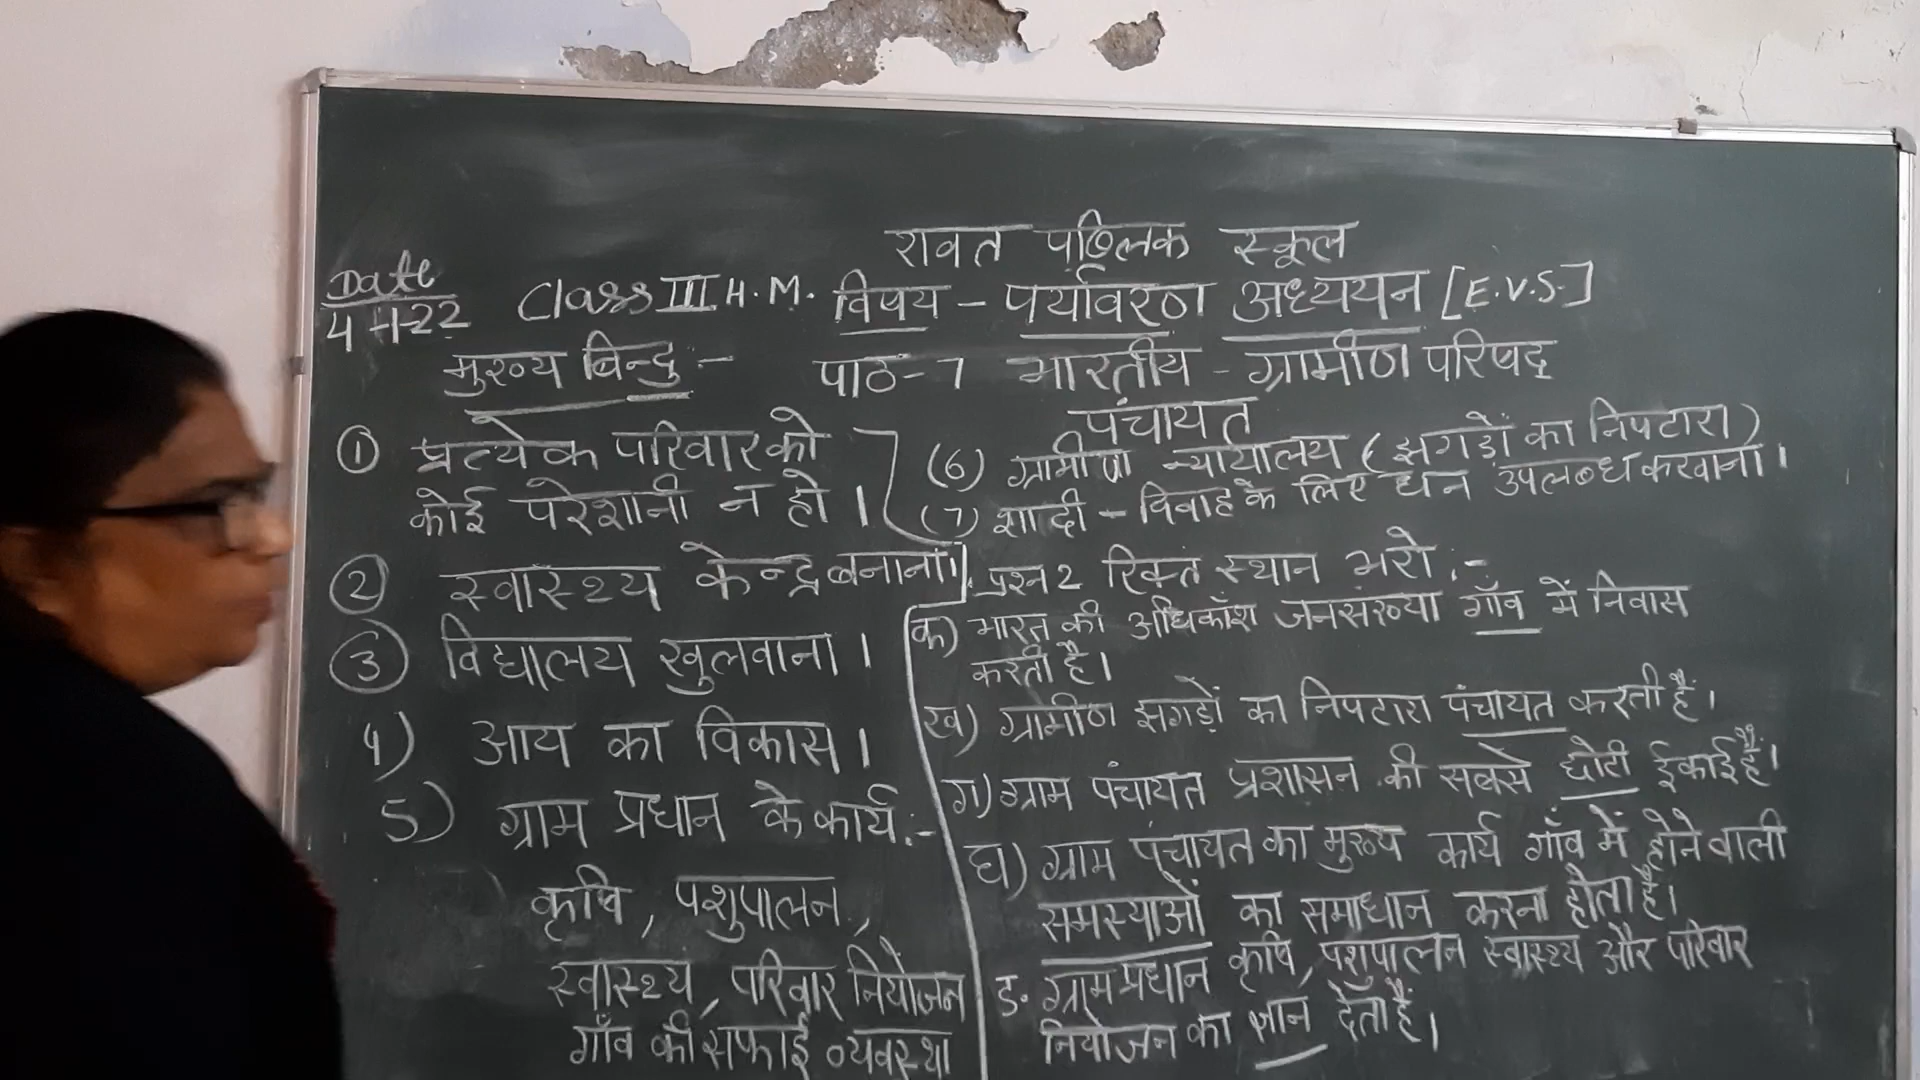 रावत पब्लिक स्कूल
Date
4-1-22
Class III H.M. विषय - पर्यावरण अध्ययन [E.V.S.]
मुख्य बिन्दु :- पाठ-7 भारतीय - ग्रामीण परिषद
पंचायत
① प्रत्येक परिवार को
कोई परेशानी न हो ।
② स्वास्थ्य केन्द्र बनाना।
③ विद्यालय खुलवाना ।
4) आय का विकास ।
5) ग्राम प्रधान के कार्य :-
कृषि, पशुपालन,
स्वास्थ्य, परिवार नियोजन
गाँव की सफाई व्यवस्था
(6) ग्रामीण न्यायालय (झगड़ों का निपटारा)
(7) शादी - विवाह के लिए धन उपलब्ध करवाना ।
प्रश्न 2 रिक्त स्थान भरो :-
क) भारत की अधिकाँश जनसंख्या गाँव में निवास
करती है ।
ख) ग्रामीण झगड़ों का निपटारा पंचायत करती हैं ।
ग) ग्राम पंचायत प्रशासन की सबसे छोटी ईकाई हैं ।
घ) ग्राम पंचायत का मुख्य कार्य गाँव में होने वाली
समस्याओं का समाधान करना होता है ।
ड. ग्राम प्रधान कृषि, पशुपालन स्वास्थ्य और परिवार
नियोजन का ज्ञान देता हैं ।